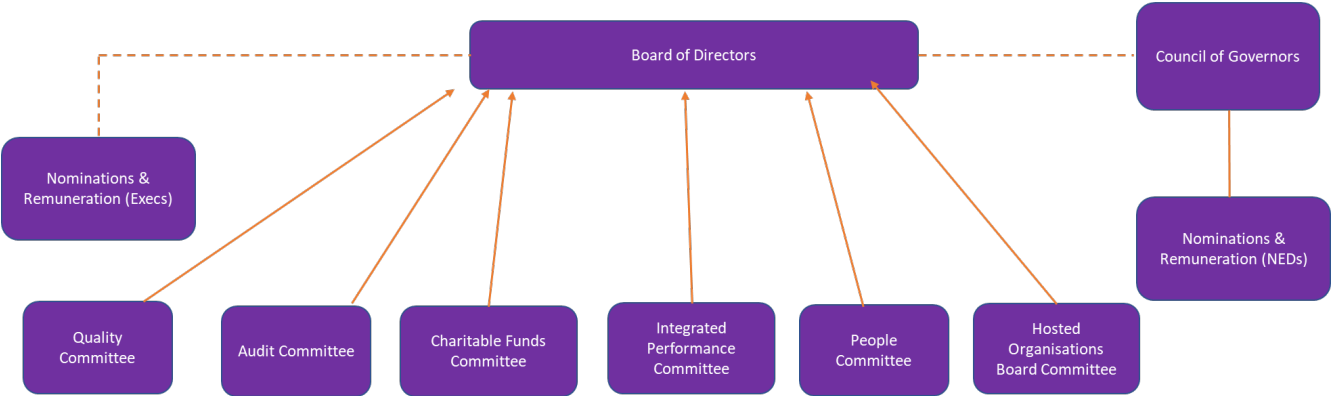 Board of Directors
Council of Governors
Nominations &
Remuneration (Execs)
Nominations &
Remuneration (NEDs)
Quality
Committee
Audit Committee
Charitable Funds
Committee
Integrated
Performance
Committee
People
Committee
Hosted
Organisations
Board Committee